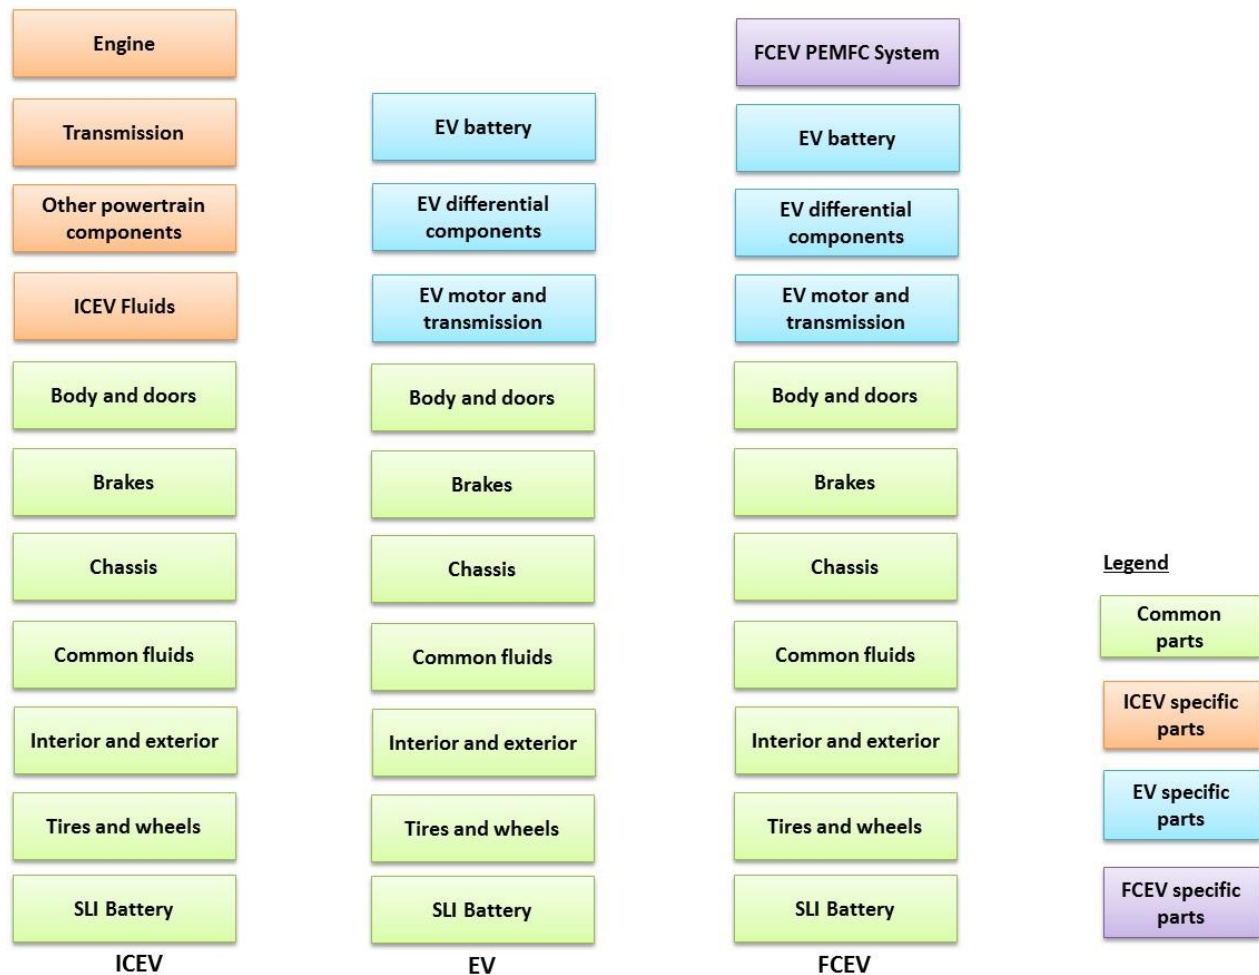 Engine
Transmission
Other powertrain
components
ICEV Fluids
Body and doors
Brakes
Chassis
Common fluids
Interior and exterior
Tires and wheels
SLI Battery
ICEV
EV battery
EV differential
components
EV motor and
transmission
Body and doors
Brakes
Chassis
Common fluids
Interior and exterior
Tires and wheels
SLI Battery
EV
FCEV PEMFC System
EV battery
EV differential
components
EV motor and
transmission
Body and doors
Brakes
Chassis
Common fluids
Interior and exterior
Tires and wheels
SLI Battery
FCEV
Legend
Common
parts
ICEV specific
parts
EV specific
parts
FCEV specific
parts